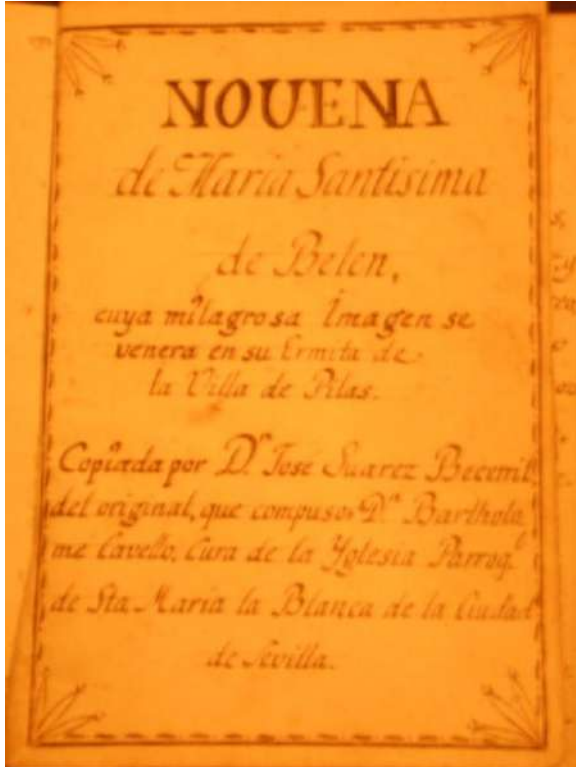 NOVENA
de Maria Santisima
de Belen,
cuya milagrosa Imagen se
venera en su Ermita de
la Villa de Pilas.
Copiada por Dn. José Suarez Becerril
del original, que compuso Dn. Barthola
me Cavello, Cura de la Yglesia Parroql.
de Sta. Maria la Blanca de la Ciudad
de Sevilla.